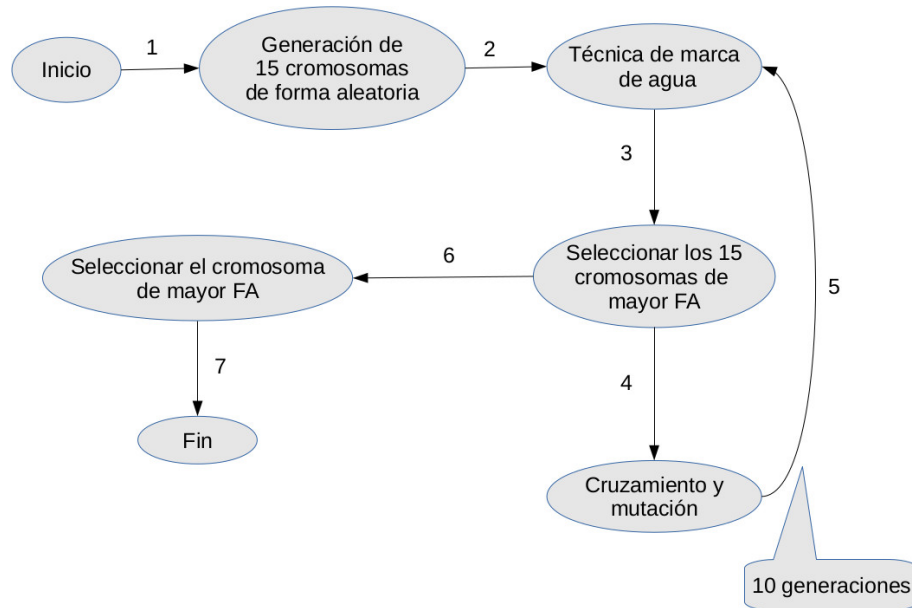 Inicio
1
Generación de
15 cromosomas
de forma aleatoria
2
Técnica de marca
de agua
3
Seleccionar los 15
cromosomas de
mayor FA
4
Cruzamiento y
mutación
5
10 generaciones
6
Seleccionar el cromosoma
de mayor FA
7
Fin